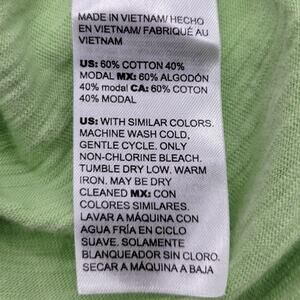 MADE IN VIETNAM/ HECHO
EN VIETNAM/ FABRIQUÉ AU
VIETNAM
US: 60% COTTON 40%
MODAL MX: 60% ALGODÓN
40% modal CA: 60% COTON
40% MODAL
US: WITH SIMILAR COLORS.
MACHINE WASH COLD,
GENTLE CYCLE. ONLY
NON-CHLORINE BLEACH.
TUMBLE DRY LOW. WARM
IRON. MAY BE DRY
CLEANED MX: CON
COLORES SIMILARES.
LAVAR A MÁQUINA CON
AGUA FRÍA EN CICLO
SUAVE. SOLAMENTE
BLANQUEADOR SIN CLORO.
SECAR A MÁQUINA A BAJA